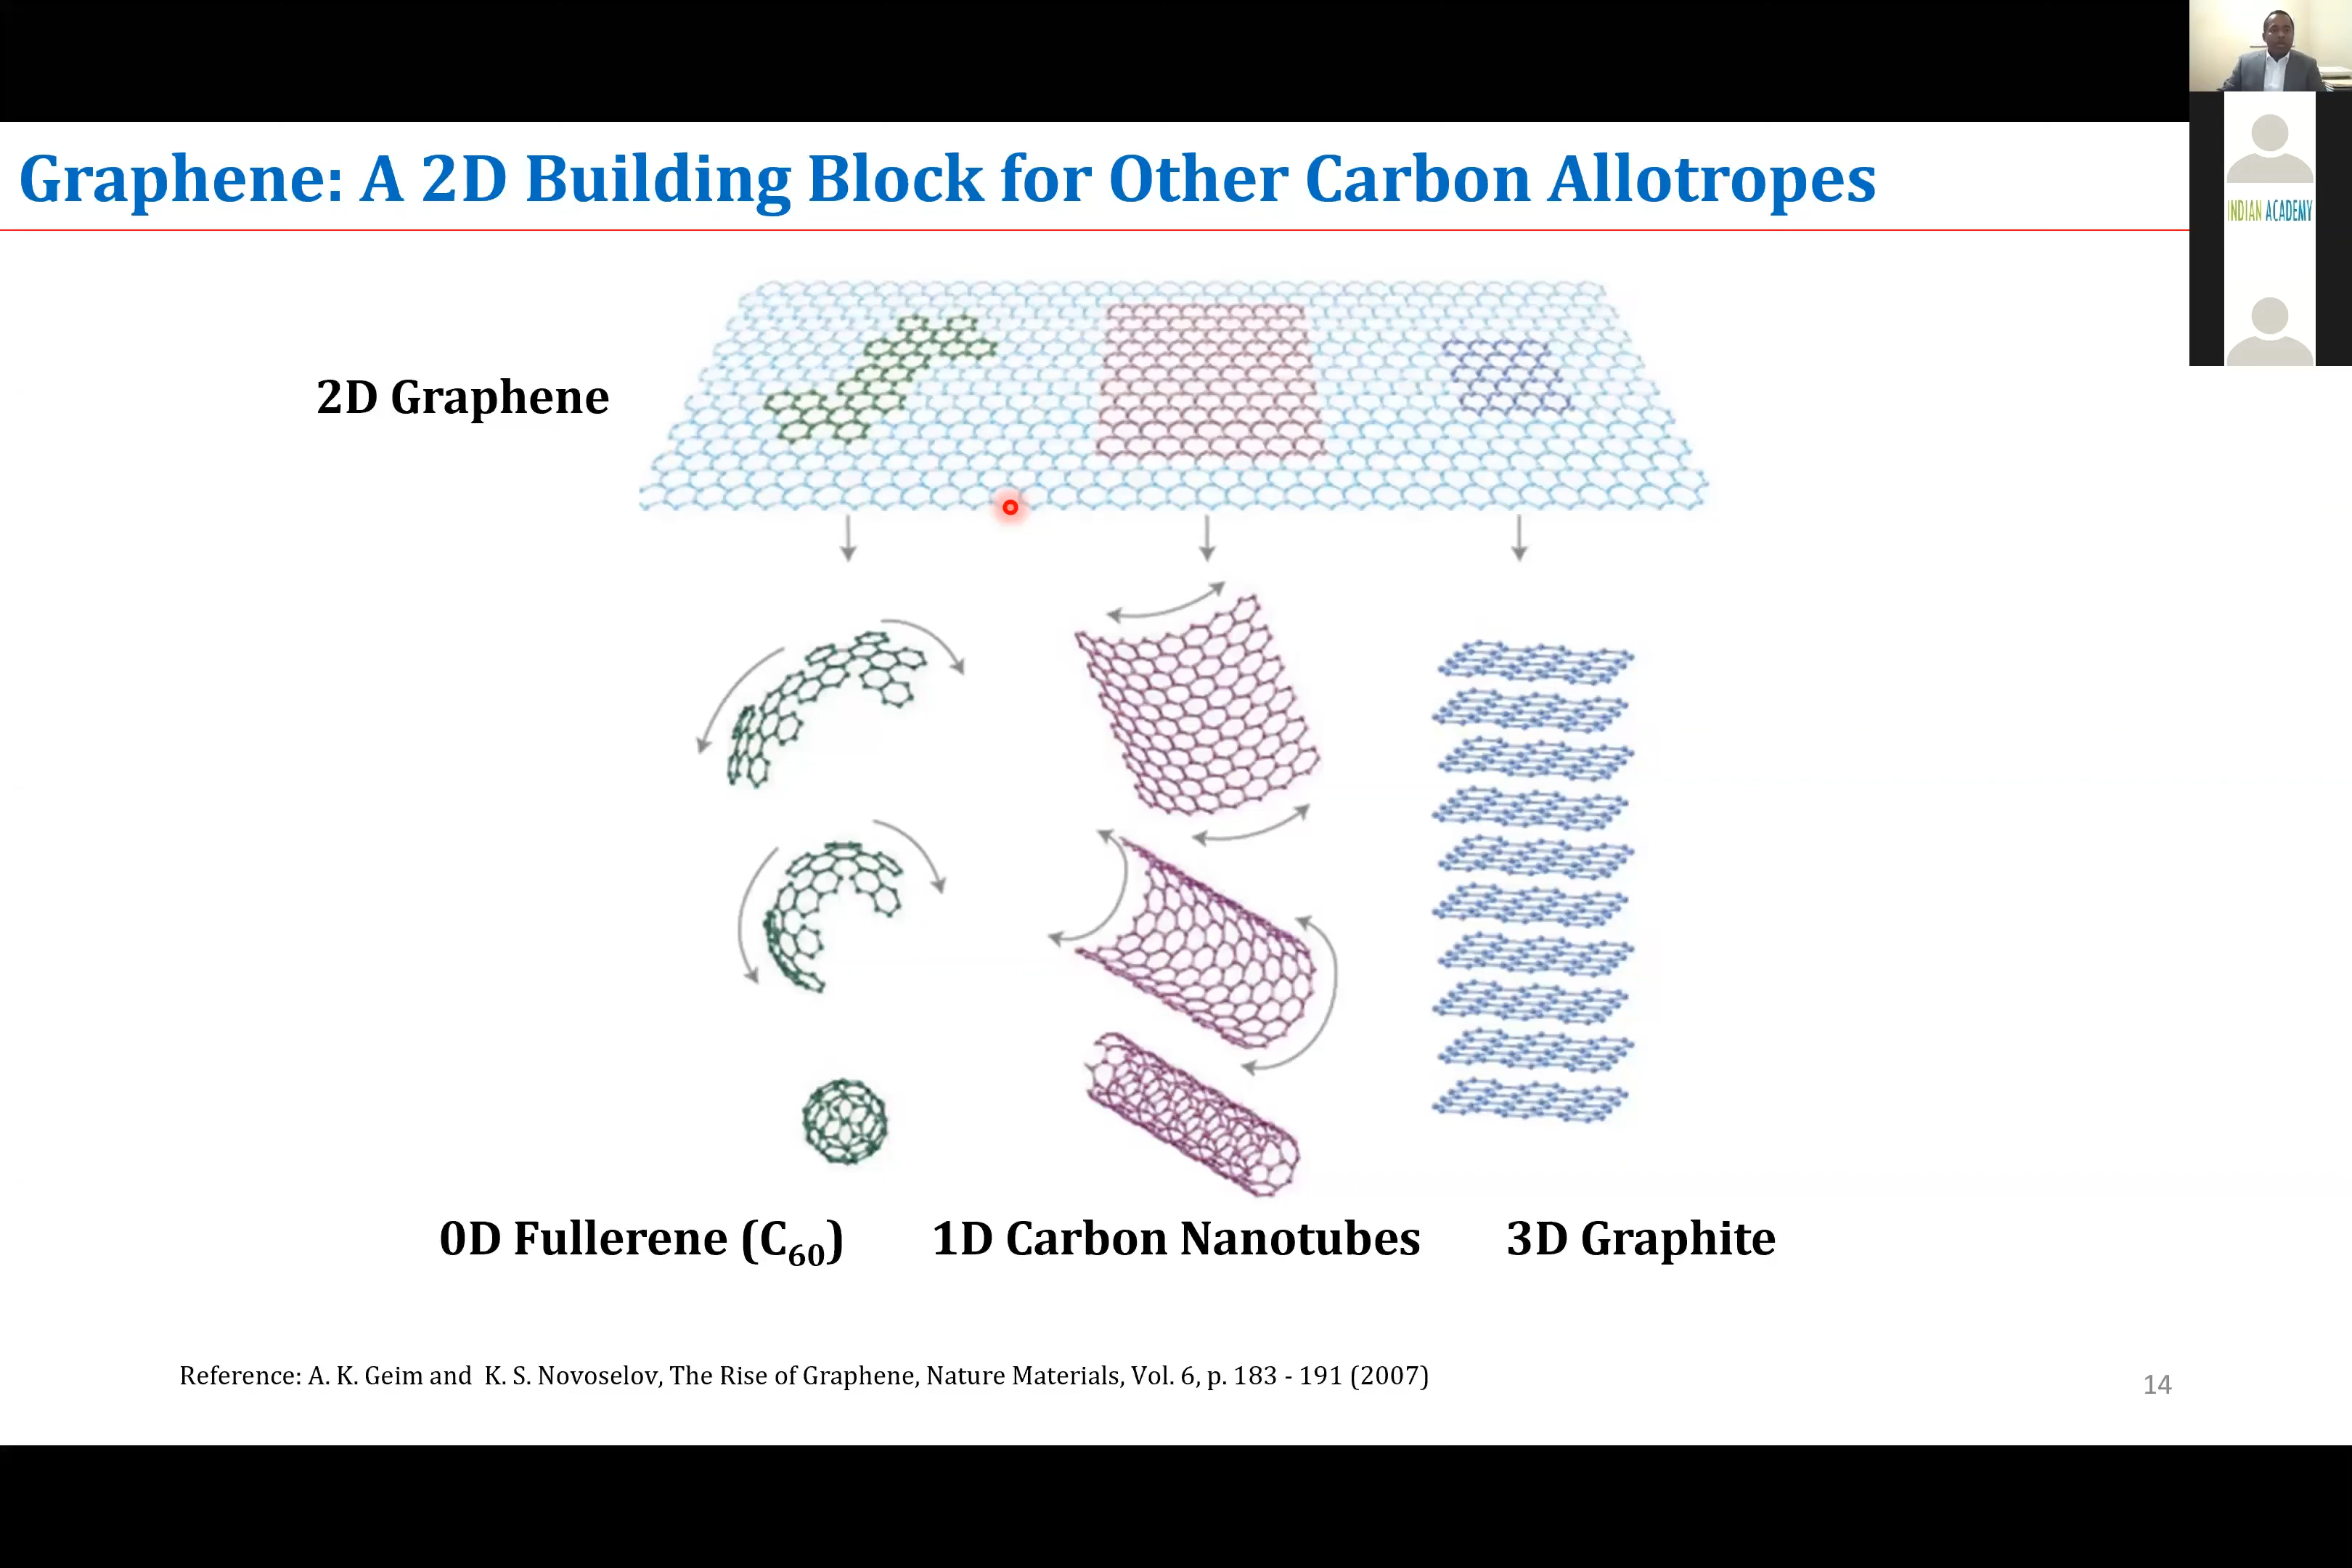 Graphene: A 2D Building Block for Other Carbon Allotropes
INDIAN ACADEMY
2D Graphene
0D Fullerene (C₆₀)
1D Carbon Nanotubes
3D Graphite
Reference: A. K. Geim and K. S. Novoselov, The Rise of Graphene, Nature Materials, Vol. 6, p. 183 - 191 (2007)
14